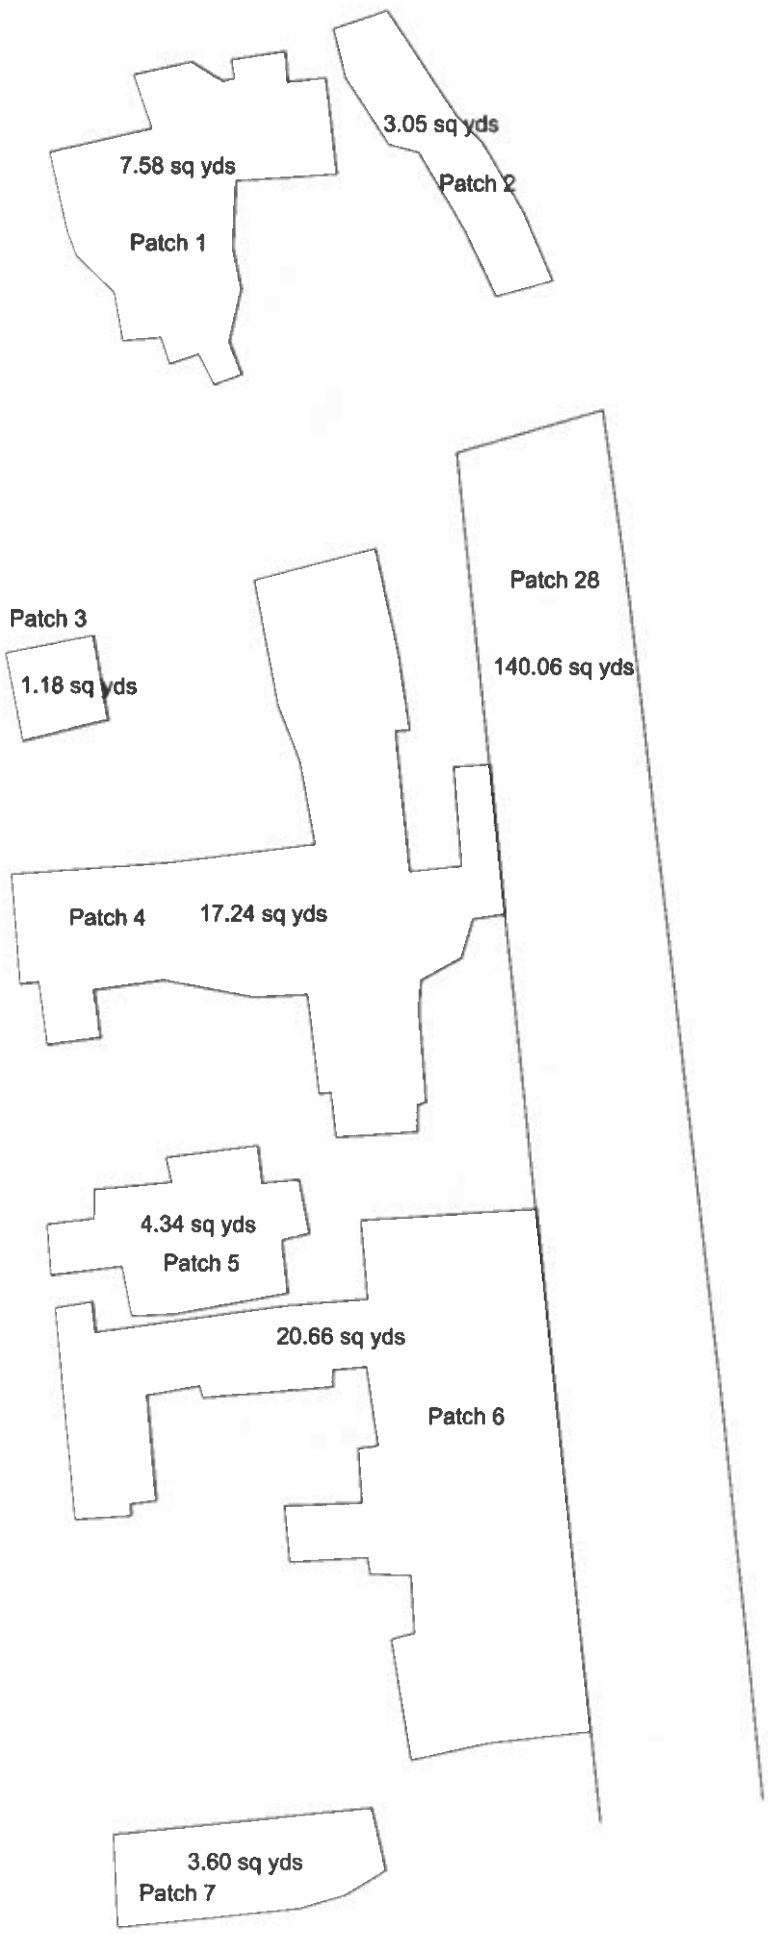 3.05 sq yds
Patch 2
7.58 sq yds
Patch 1
Patch 28
140.06 sq yds
Patch 3
1.18 sq yds
Patch 4
17.24 sq yds
4.34 sq yds
Patch 5
20.66 sq yds
Patch 6
3.60 sq yds
Patch 7